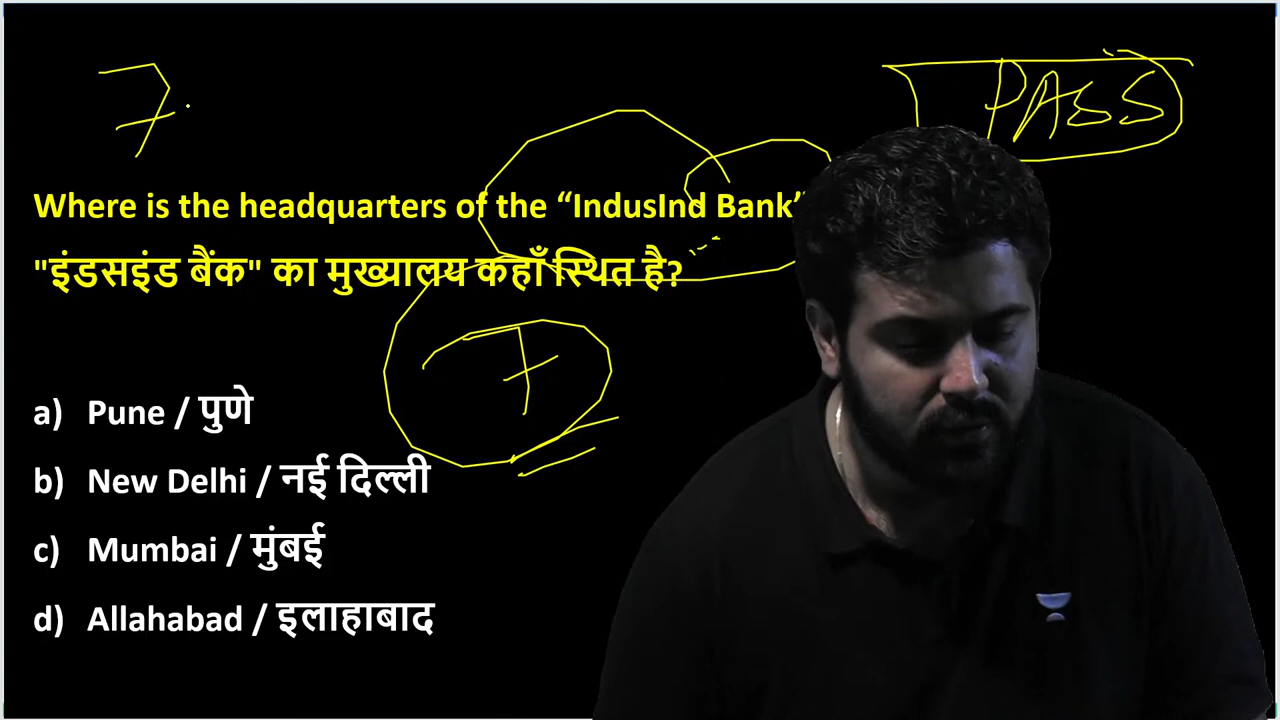 7
PASS
Where is the headquarters of the “IndusInd Bank”
"इंडसइंड बैंक" का मुख्यालय कहाँ स्थित है?
7
a) Pune / पुणे
b) New Delhi / नई दिल्ली
c) Mumbai / मुंबई
d) Allahabad / इलाहाबाद